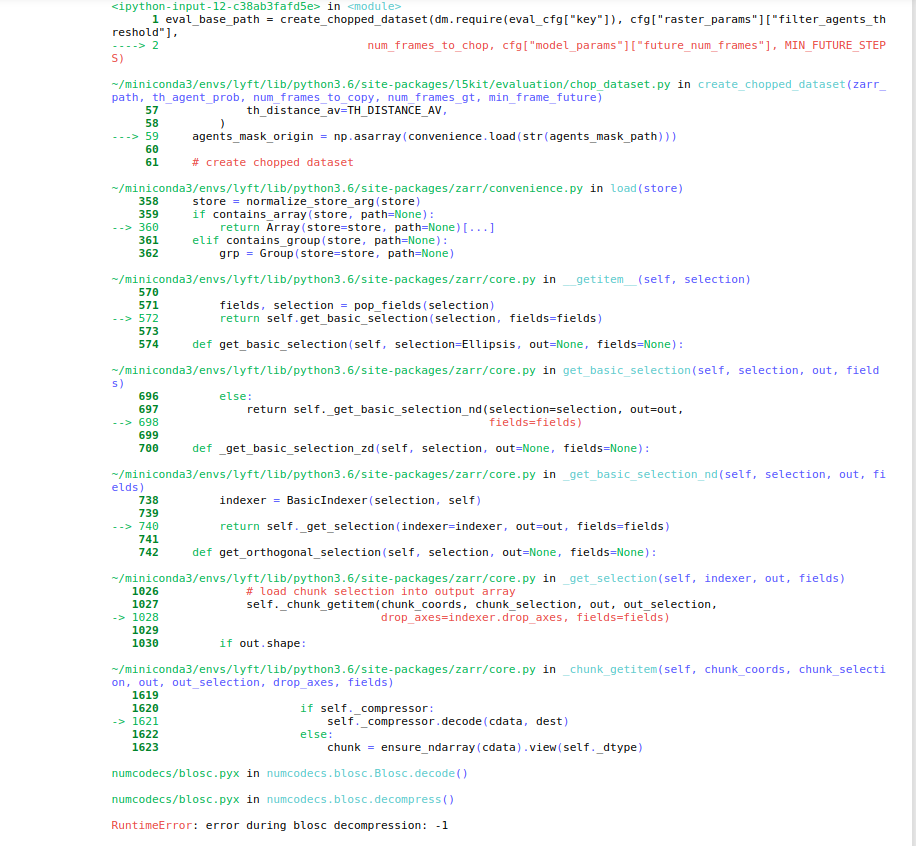 <ipython-input-12-c38ab3fafd5e> in <module>
      1 eval_base_path = create_chopped_dataset(dm.require(eval_cfg["key"]), cfg["raster_params"]["filter_agents_th
reshold"],
----> 2                               num_frames_to_chop, cfg["model_params"]["future_num_frames"], MIN_FUTURE_STEP
S)
~/miniconda3/envs/lyft/lib/python3.6/site-packages/l5kit/evaluation/chop_dataset.py in create_chopped_dataset(zarr_
path, th_agent_prob, num_frames_to_copy, num_frames_gt, min_frame_future)
     57             th_distance_av=TH_DISTANCE_AV,
     58         )
---> 59     agents_mask_origin = np.asarray(convenience.load(str(agents_mask_path)))
     60
     61     # create chopped dataset
~/miniconda3/envs/lyft/lib/python3.6/site-packages/zarr/convenience.py in load(store)
    358     store = normalize_store_arg(store)
    359     if contains_array(store, path=None):
--> 360         return Array(store=store, path=None)[...]
    361     elif contains_group(store, path=None):
    362         grp = Group(store=store, path=None)
~/miniconda3/envs/lyft/lib/python3.6/site-packages/zarr/core.py in __getitem__(self, selection)
    570
    571         fields, selection = pop_fields(selection)
--> 572         return self.get_basic_selection(selection, fields=fields)
    573
    574     def get_basic_selection(self, selection=Ellipsis, out=None, fields=None):
~/miniconda3/envs/lyft/lib/python3.6/site-packages/zarr/core.py in get_basic_selection(self, selection, out, field
s)
    696         else:
    697             return self._get_basic_selection_nd(selection=selection, out=out,
--> 698                                                 fields=fields)
    699
    700     def _get_basic_selection_zd(self, selection, out=None, fields=None):
~/miniconda3/envs/lyft/lib/python3.6/site-packages/zarr/core.py in _get_basic_selection_nd(self, selection, out, fi
elds)
    738         indexer = BasicIndexer(selection, self)
    739
--> 740         return self._get_selection(indexer=indexer, out=out, fields=fields)
    741
    742     def get_orthogonal_selection(self, selection, out=None, fields=None):
~/miniconda3/envs/lyft/lib/python3.6/site-packages/zarr/core.py in _get_selection(self, indexer, out, fields)
   1026             # load chunk selection into output array
   1027             self._chunk_getitem(chunk_coords, chunk_selection, out, out_selection,
-> 1028                                 drop_axes=indexer.drop_axes, fields=fields)
   1029
   1030         if out.shape:
~/miniconda3/envs/lyft/lib/python3.6/site-packages/zarr/core.py in _chunk_getitem(self, chunk_coords, chunk_selecti
on, out, out_selection, drop_axes, fields)
   1619
   1620                     if self._compressor:
-> 1621                         self._compressor.decode(cdata, dest)
   1622                     else:
   1623                         chunk = ensure_ndarray(cdata).view(self._dtype)
numcodecs/blosc.pyx in numcodecs.blosc.Blosc.decode()
numcodecs/blosc.pyx in numcodecs.blosc.decompress()
RuntimeError: error during blosc decompression: -1